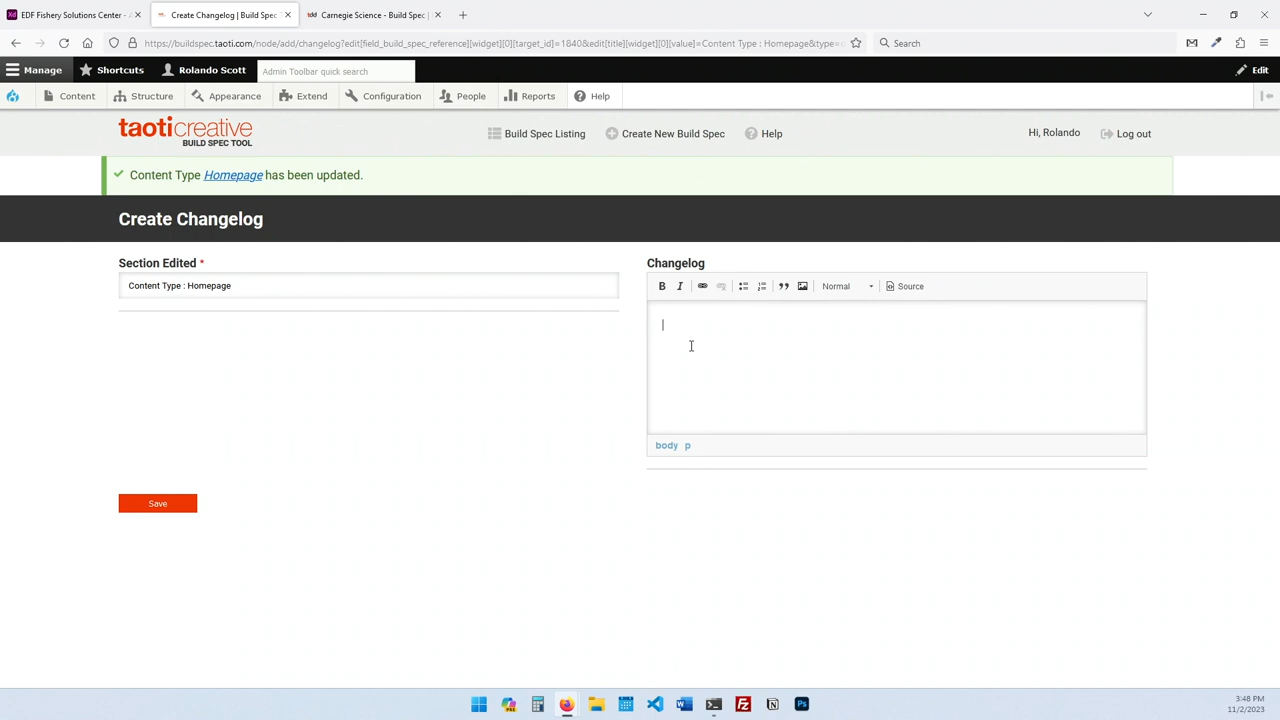 EDF Fishery Solutions Center - A
Create Changelog | Build Spec
Carnegie Science - Build Spec |
https://buildspec.taoti.com/node/add/changelog?edit[field_build_spec_reference][widget][0][target_id]=1840&edit[title][widget][0][value]=Content Type : Homepage&type=
Search
Manage
Shortcuts
Rolando Scott
Admin Toolbar quick search
Edit
Content
Structure
Appearance
Extend
Configuration
People
Reports
Help
taoti creative
BUILD SPEC TOOL
Build Spec Listing
Create New Build Spec
Help
Hi, Rolando
Log out
Content Type Homepage has been updated.
Create Changelog
Section Edited *
Content Type : Homepage
Changelog
B I
Normal
Source
body p
Save
3:48 PM
11/2/2023